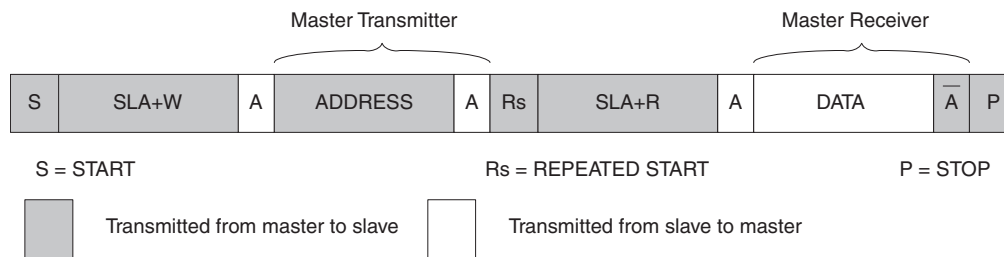 Master Transmitter Master Receiver
S SLA+W A ADDRESS A Rs SLA+R A DATA A̅ P
S = START Rs = REPEATED START P = STOP
Transmitted from master to slave Transmitted from slave to master